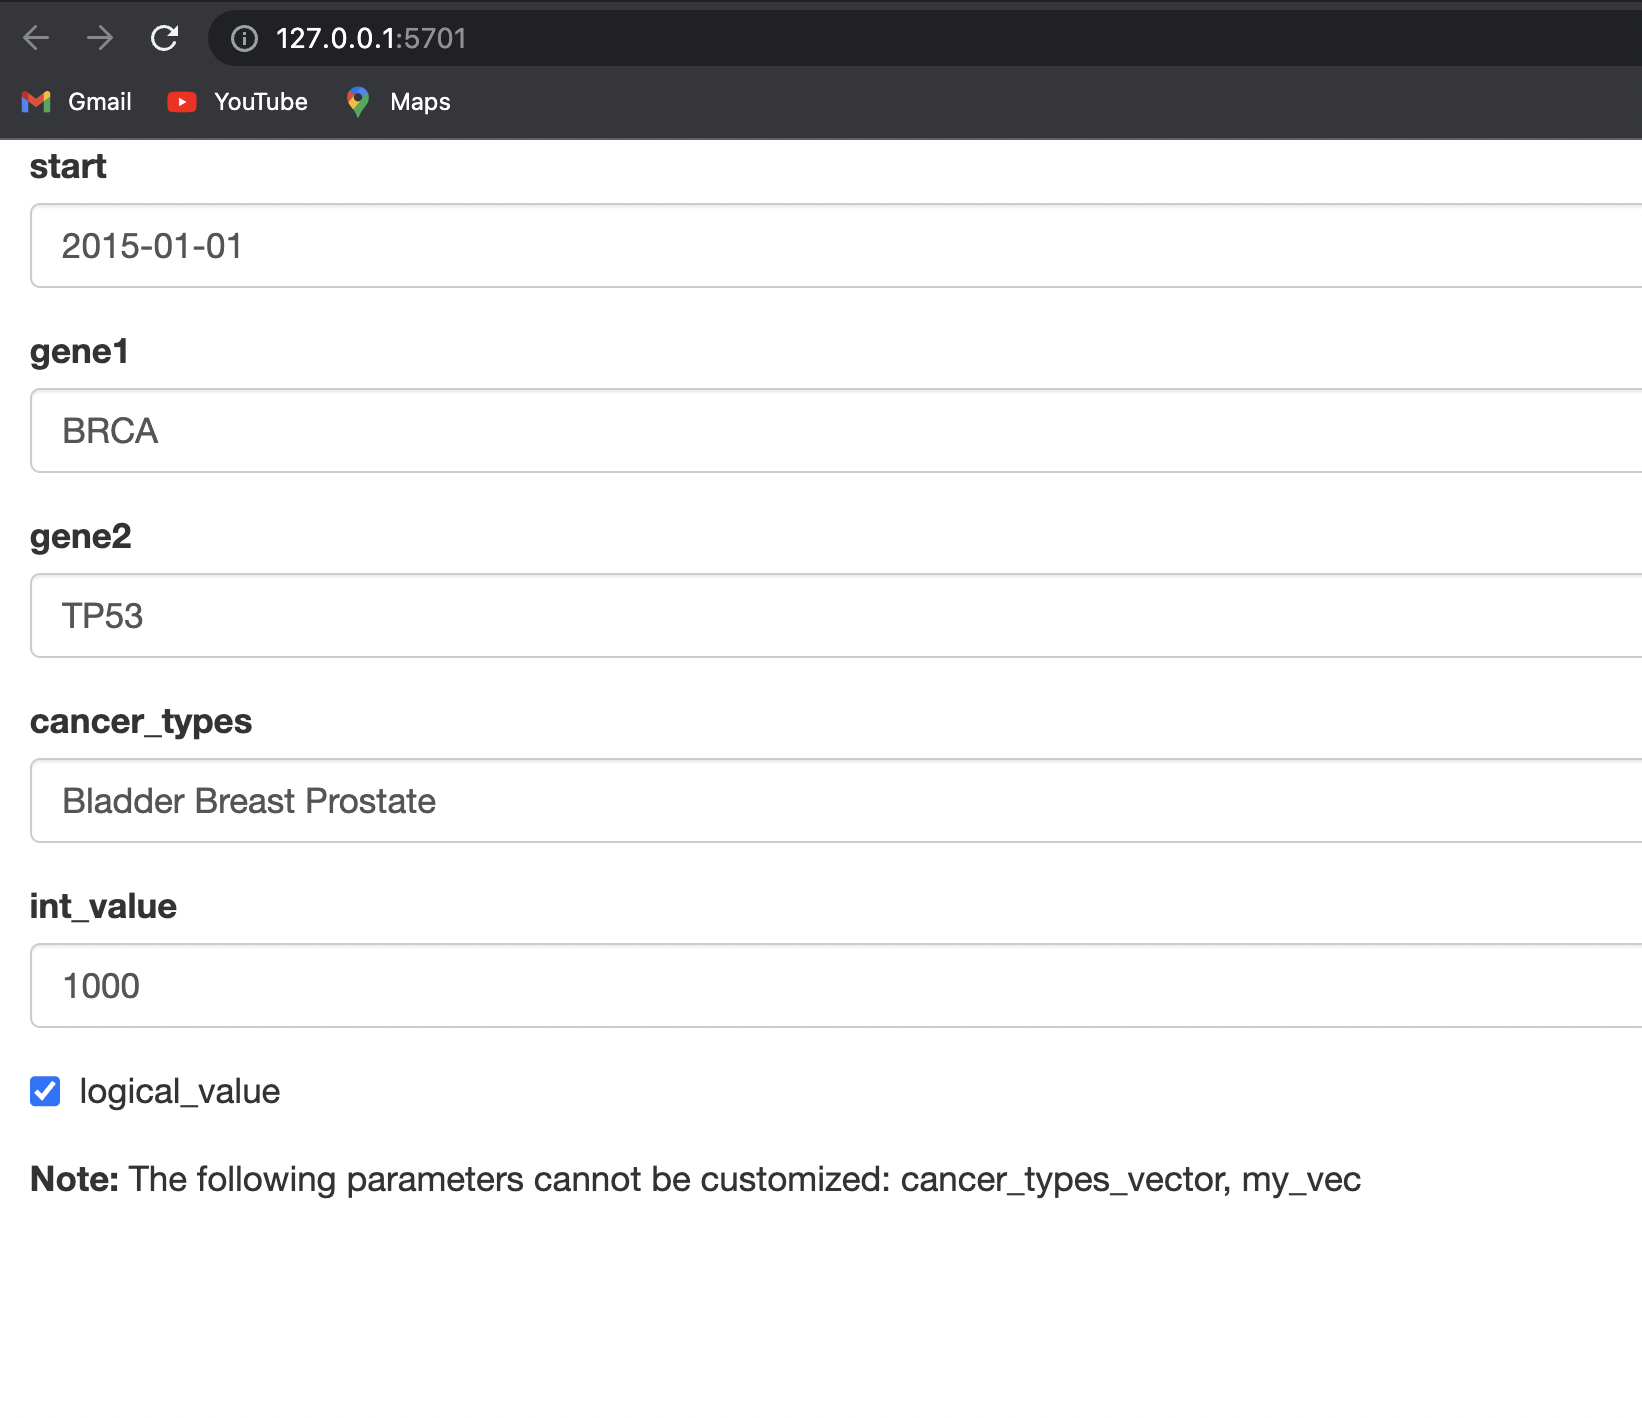 127.0.0.1:5701
Gmail YouTube Maps
start
2015-01-01
gene1
BRCA
gene2
TP53
cancer_types
Bladder Breast Prostate
int_value
1000
logical_value
Note: The following parameters cannot be customized: cancer_types_vector, my_vec